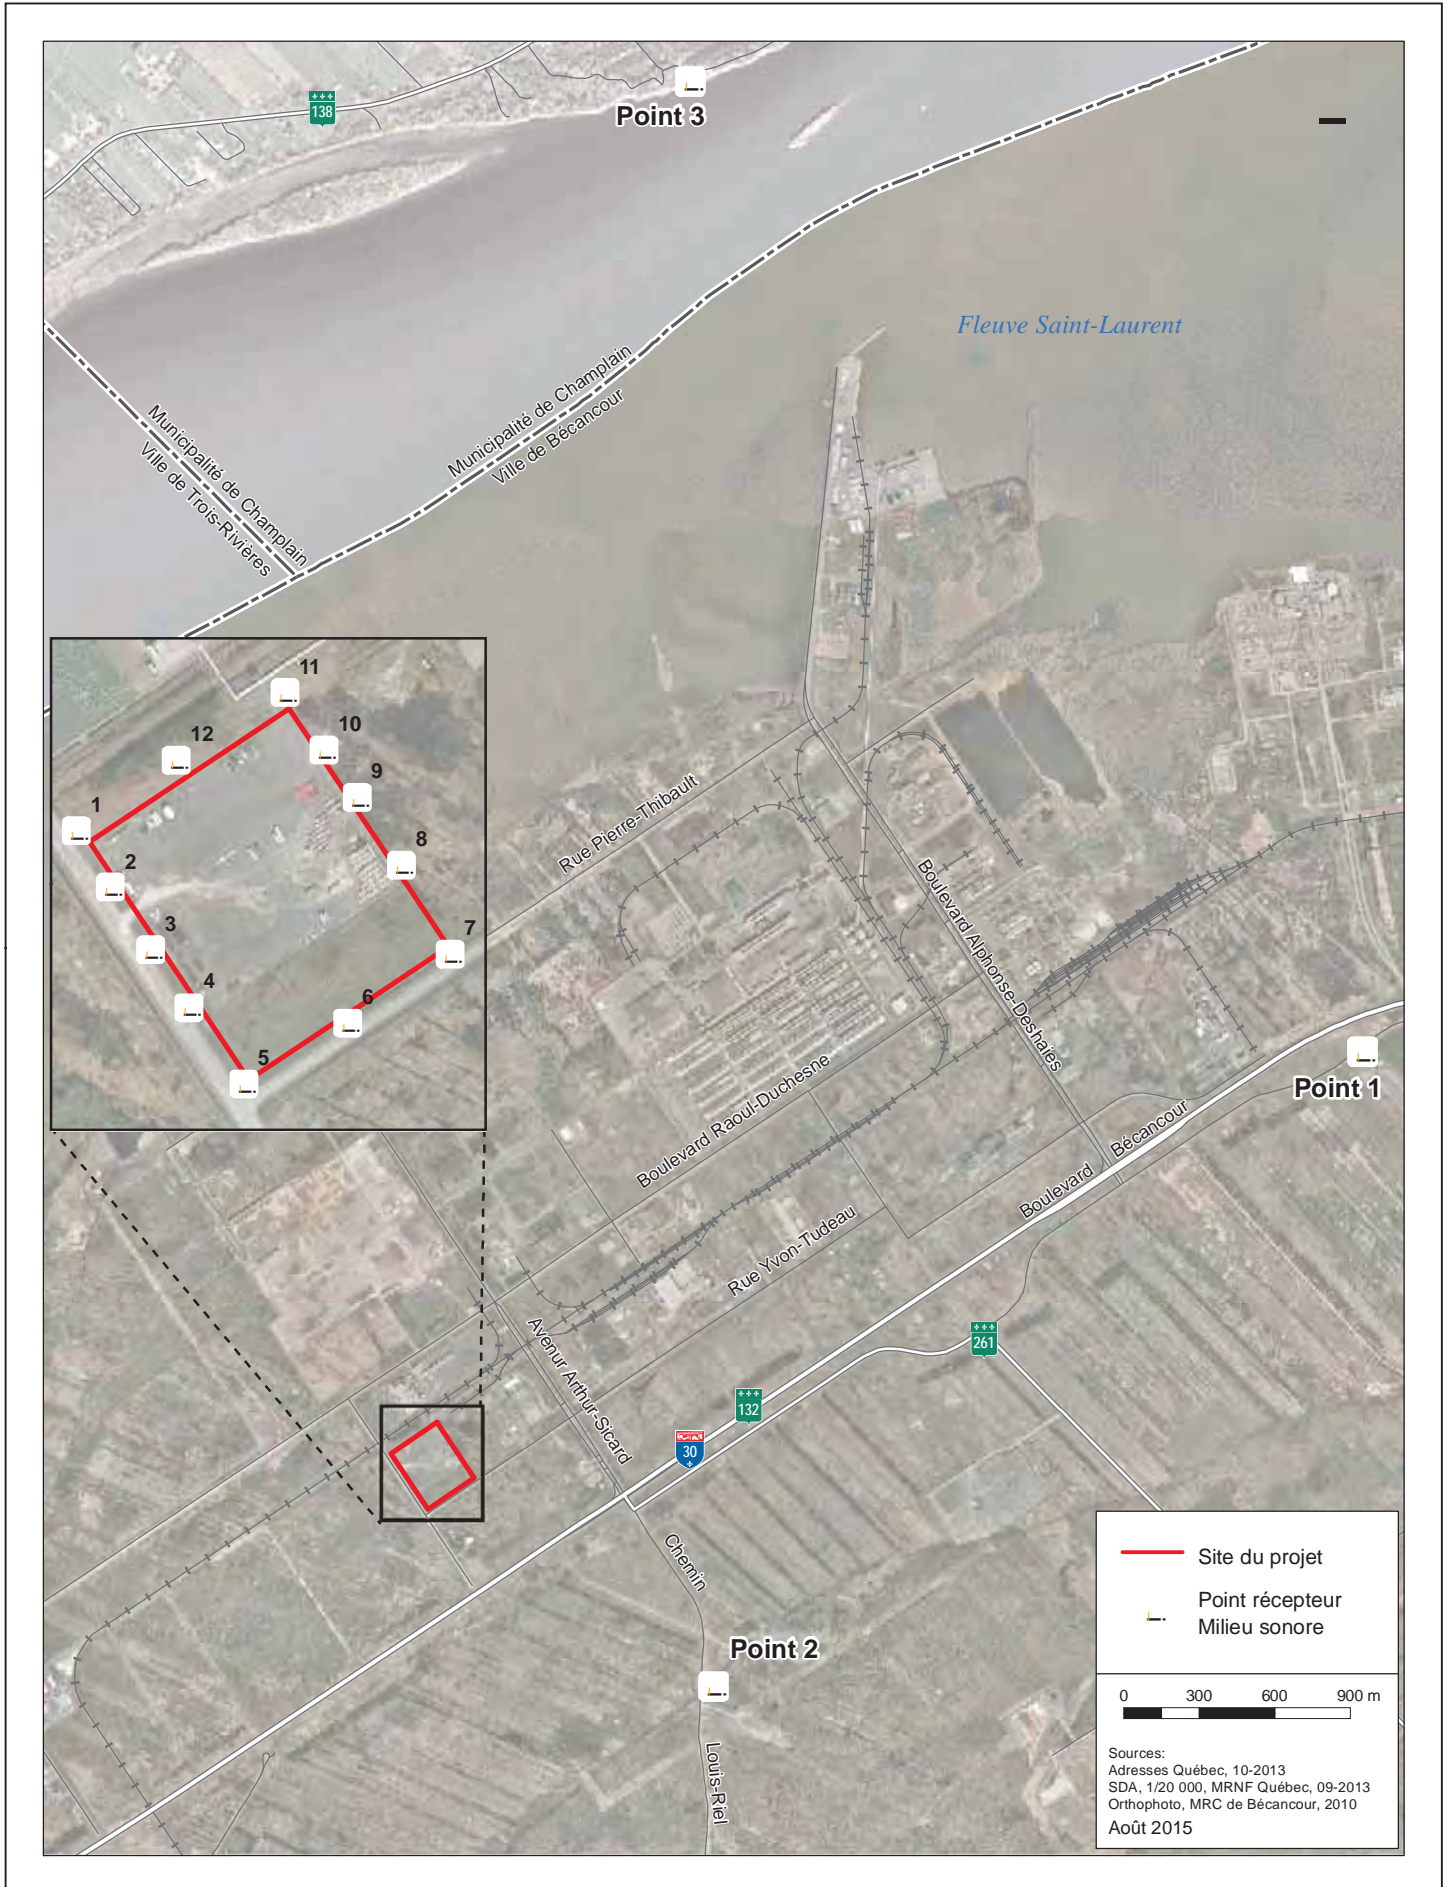 138
Point 3
Fleuve Saint-Laurent
Municipalité de Champlain
Ville de Bécancour
Municipalité de Champlain
Ville de Trois-Rivières
11
10
12
9
1
8
2
7
3
4
6
5
Rue Pierre-Thibault
Boulevard Alphonse-Deshaies
Boulevard Raoul-Duchesne
Point 1
Boulevard Bécancour
Rue Yvon-Tudeau
Avenur Arthur-Sicard
261
132
30
Chemin Louis-Riel
Point 2
Site du projet
Point récepteur
Milieu sonore
0 300 600 900 m
Sources:
Adresses Québec, 10-2013
SDA, 1/20 000, MRNF Québec, 09-2013
Orthophoto, MRC de Bécancour, 2010
Août 2015